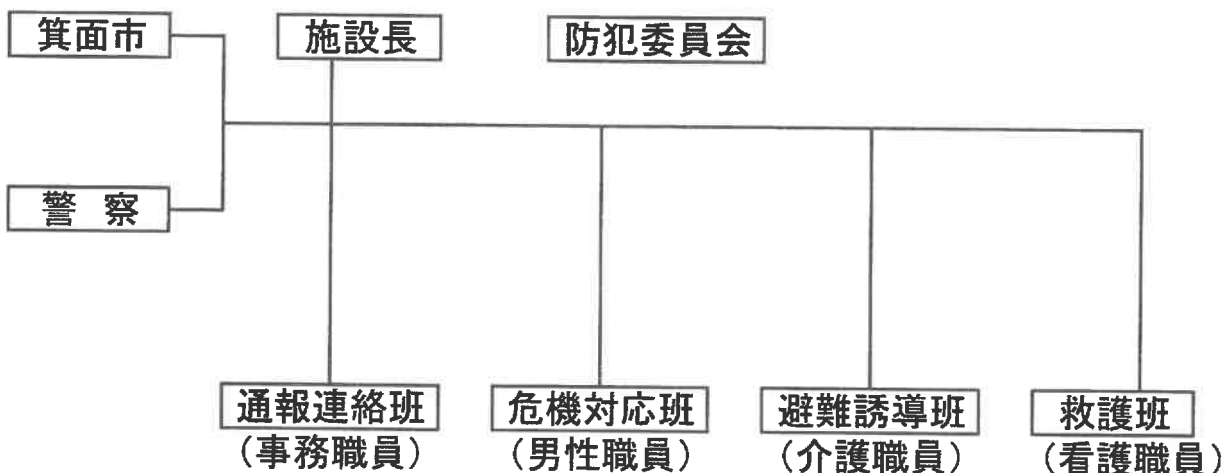 箕面市
施設長
防犯委員会
警 察
通報連絡班
(事務職員)
危機対応班
(男性職員)
避難誘導班
(介護職員)
救護班
(看護職員)